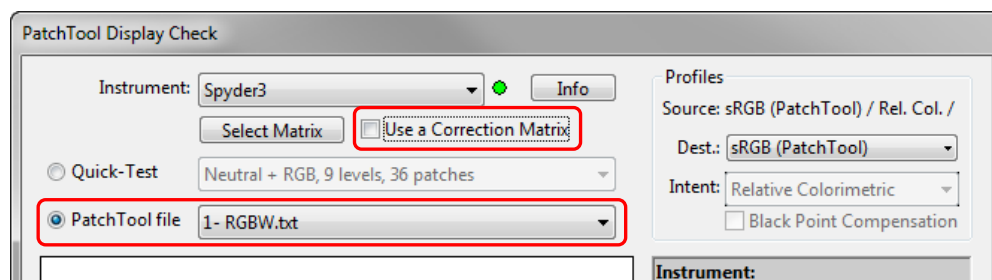 PatchTool Display Check
Instrument: Spyder3 Info
Select Matrix Use a Correction Matrix
Quick-Test Neutral + RGB, 9 levels, 36 patches
PatchTool file 1- RGBW.txt
Profiles
Source: sRGB (PatchTool) / Rel. Col. /
Dest.: sRGB (PatchTool)
Intent: Relative Colorimetric
Black Point Compensation
Instrument: